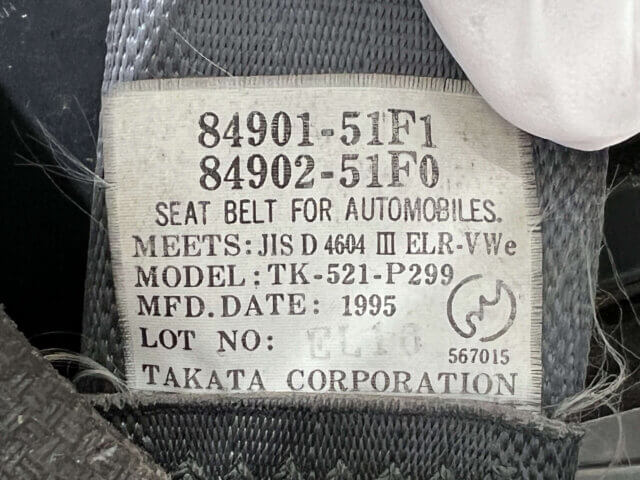 84901-51F1
84902-51F0
SEAT BELT FOR AUTOMOBILES.
MEETS: JIS D 4604 Ⅲ ELR-VWe
MODEL: TK-521-P299
MFD. DATE: 1995
LOT NO:
567015
TAKATA CORPORATION